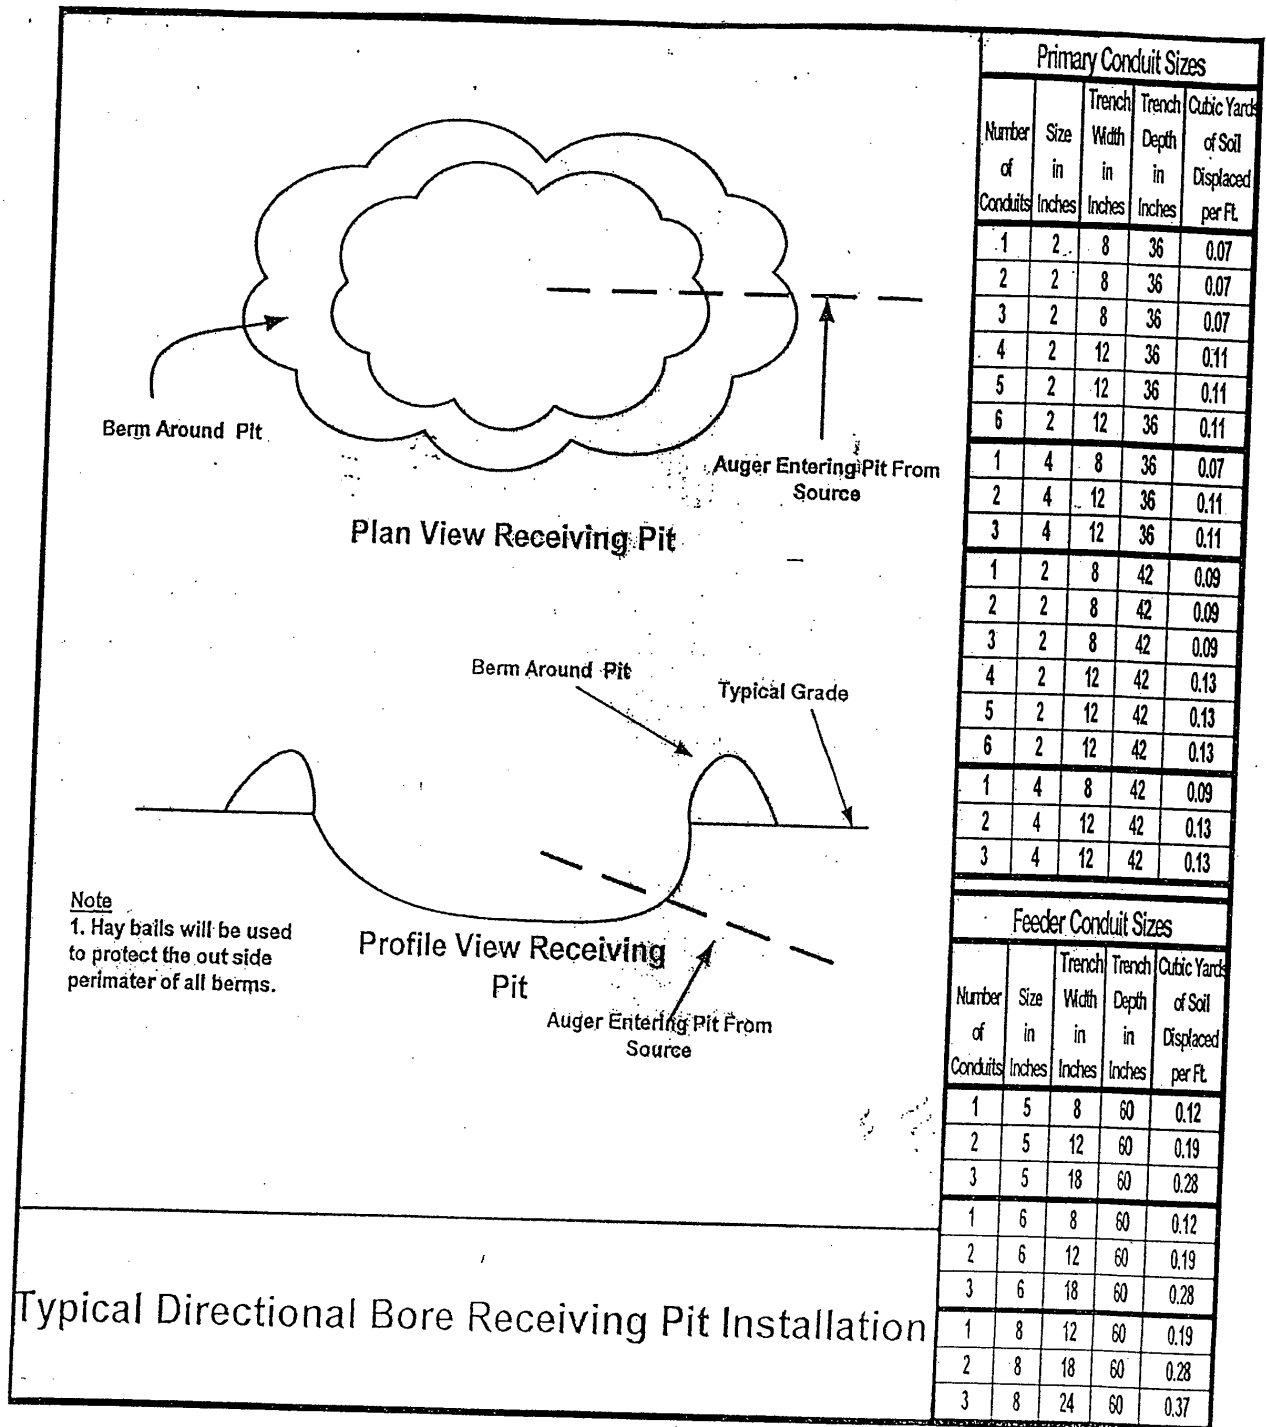 Berm Around Pit
Auger Entering Pit From
Source
Plan View Receiving Pit
Berm Around Pit
Typical Grade
Note
1. Hay bails will be used
to protect the out side
perimater of all berms.
Profile View Receiving
Pit
Auger Entering Pit From
Source
Typical Directional Bore Receiving Pit Installation
Primary Conduit Sizes
Number of Conduits Size in Inches Trench Width in Inches Trench Depth in Inches Cubic Yards of Soil Displaced per Ft.
1 2 8 36 0.07
2 2 8 36 0.07
3 2 8 36 0.07
4 2 12 36 0.11
5 2 12 36 0.11
6 2 12 36 0.11
1 4 8 36 0.07
2 4 12 36 0.11
3 4 12 36 0.11
1 2 8 42 0.09
2 2 8 42 0.09
3 2 8 42 0.09
4 2 12 42 0.13
5 2 12 42 0.13
6 2 12 42 0.13
1 4 8 42 0.09
2 4 12 42 0.13
3 4 12 42 0.13
Feeder Conduit Sizes
Number of Conduits Size in Inches Trench Width in Inches Trench Depth in Inches Cubic Yards of Soil Displaced per Ft.
1 5 8 60 0.12
2 5 12 60 0.19
3 5 18 60 0.28
1 6 8 60 0.12
2 6 12 60 0.19
3 6 18 60 0.28
1 8 12 60 0.19
2 8 18 60 0.28
3 8 24 60 0.37